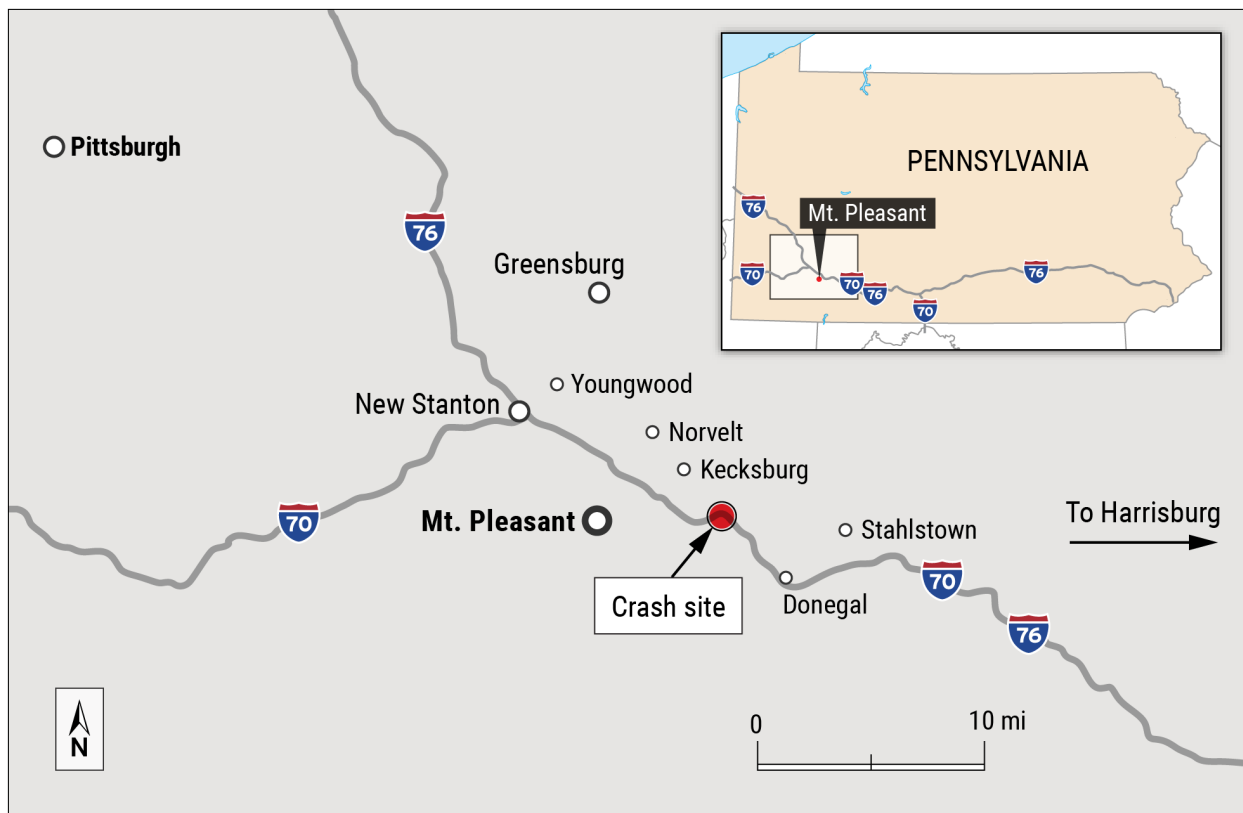 Pittsburgh
76
Greensburg
Youngwood
New Stanton
Norvelt
Kecksburg
70
Mt. Pleasant
Stahlstown
To Harrisburg
Crash site
Donegal
70
76
N
0
10 mi
PENNSYLVANIA
76
Mt. Pleasant
70
70
76
76
70